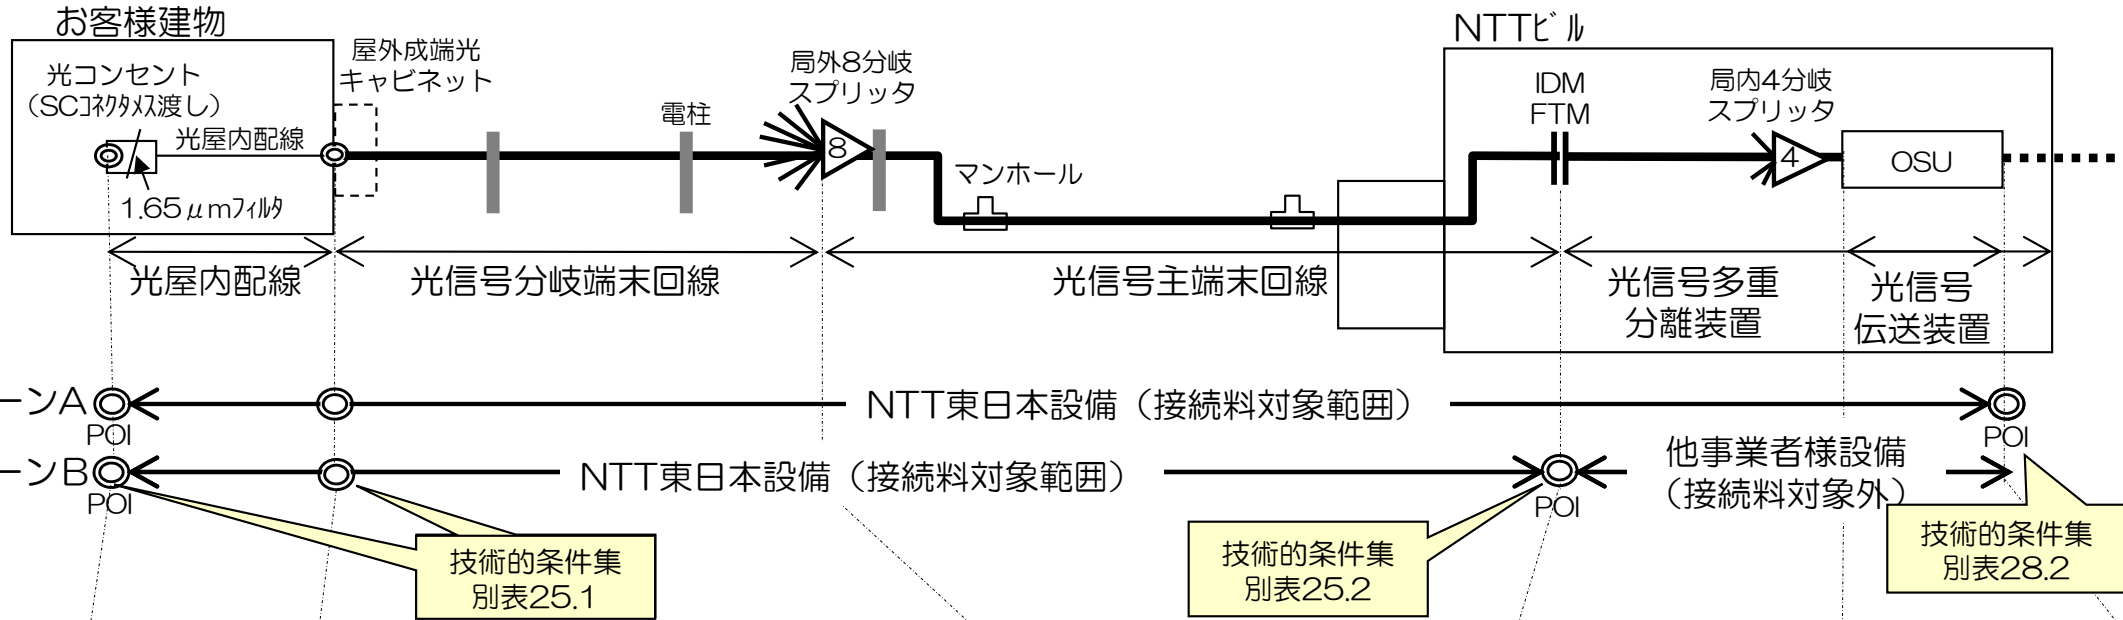 お客様建物
NTTビル
光コンセント
（SCコネクタメス渡し）
光屋内配線
1.65μmフィルタ
屋外成端光
キャビネット
電柱
局外8分岐
スプリッタ
8
マンホール
IDM
FTM
局内4分岐
スプリッタ
4
OSU
光屋内配線
光信号分岐端末回線
光信号主端末回線
光信号多重
分離装置
光信号
伝送装置
ーンA
POI
NTT東日本設備（接続料対象範囲）
POI
ーンB
POI
NTT東日本設備（接続料対象範囲）
POI
他事業者様設備
（接続料対象外）
技術的条件集
別表25.1
技術的条件集
別表25.2
技術的条件集
別表28.2